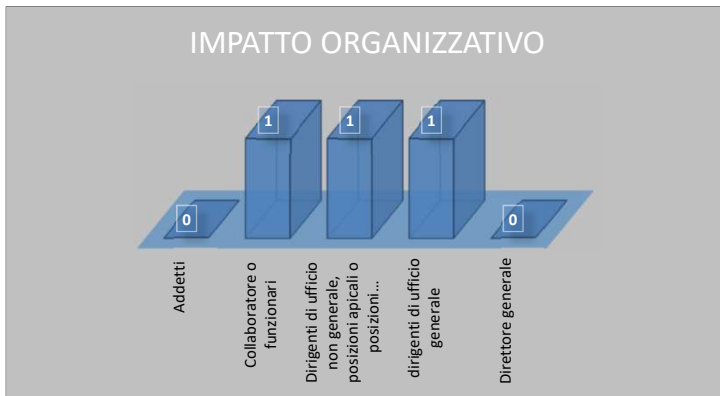 IMPATTO ORGANIZZATIVO
0
1
1
1
0
Addetti
Collaboratore o
funzionari
Dirigenti di ufficio
non generale,
posizioni apicali o
posizioni...
dirigenti di ufficio
generale
Direttore generale